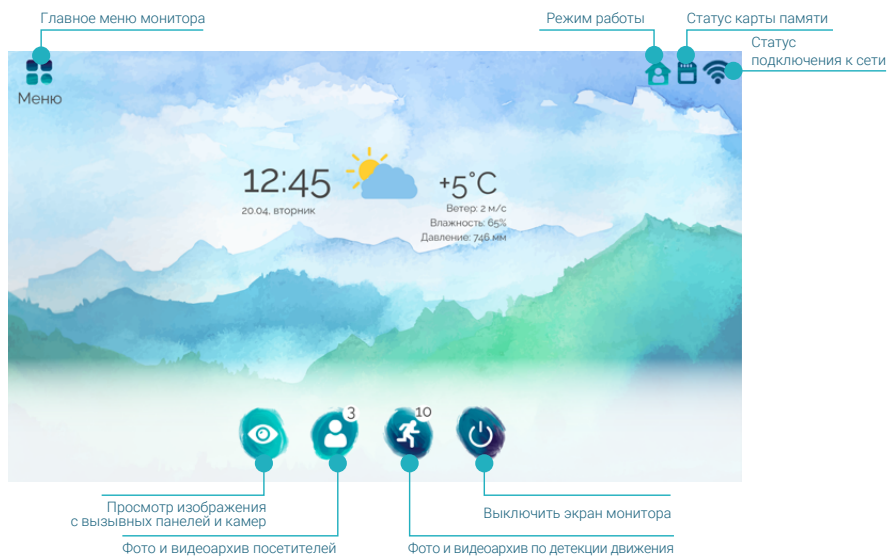 Главное меню монитора
Режим работы
Статус карты памяти
Статус
подключения к сети
Меню
12:45
+5°C
20.04, вторник
Ветер: 2 м/с
Влажность: 65%
Давление: 746 мм
3
10
Просмотр изображения
с вызывных панелей и камер
Выключить экран монитора
Фото и видеоархив посетителей
Фото и видеоархив по детекции движения